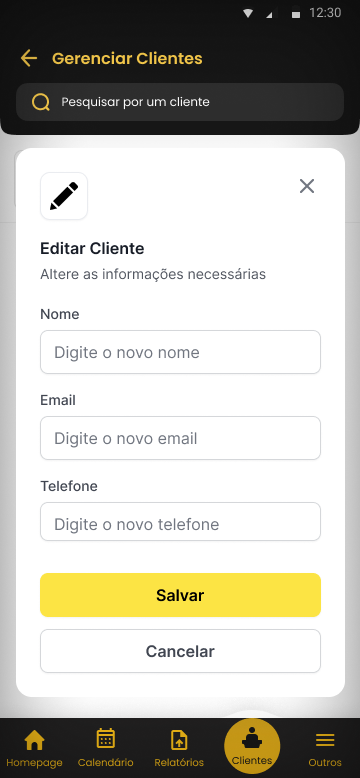 12:30
Gerenciar Clientes
Pesquisar por um cliente
Editar Cliente
Altere as informações necessárias
Nome
Digite o novo nome
Email
Digite o novo email
Telefone
Digite o novo telefone
Salvar
Cancelar
Homepage Calendário Relatórios Clientes Outros